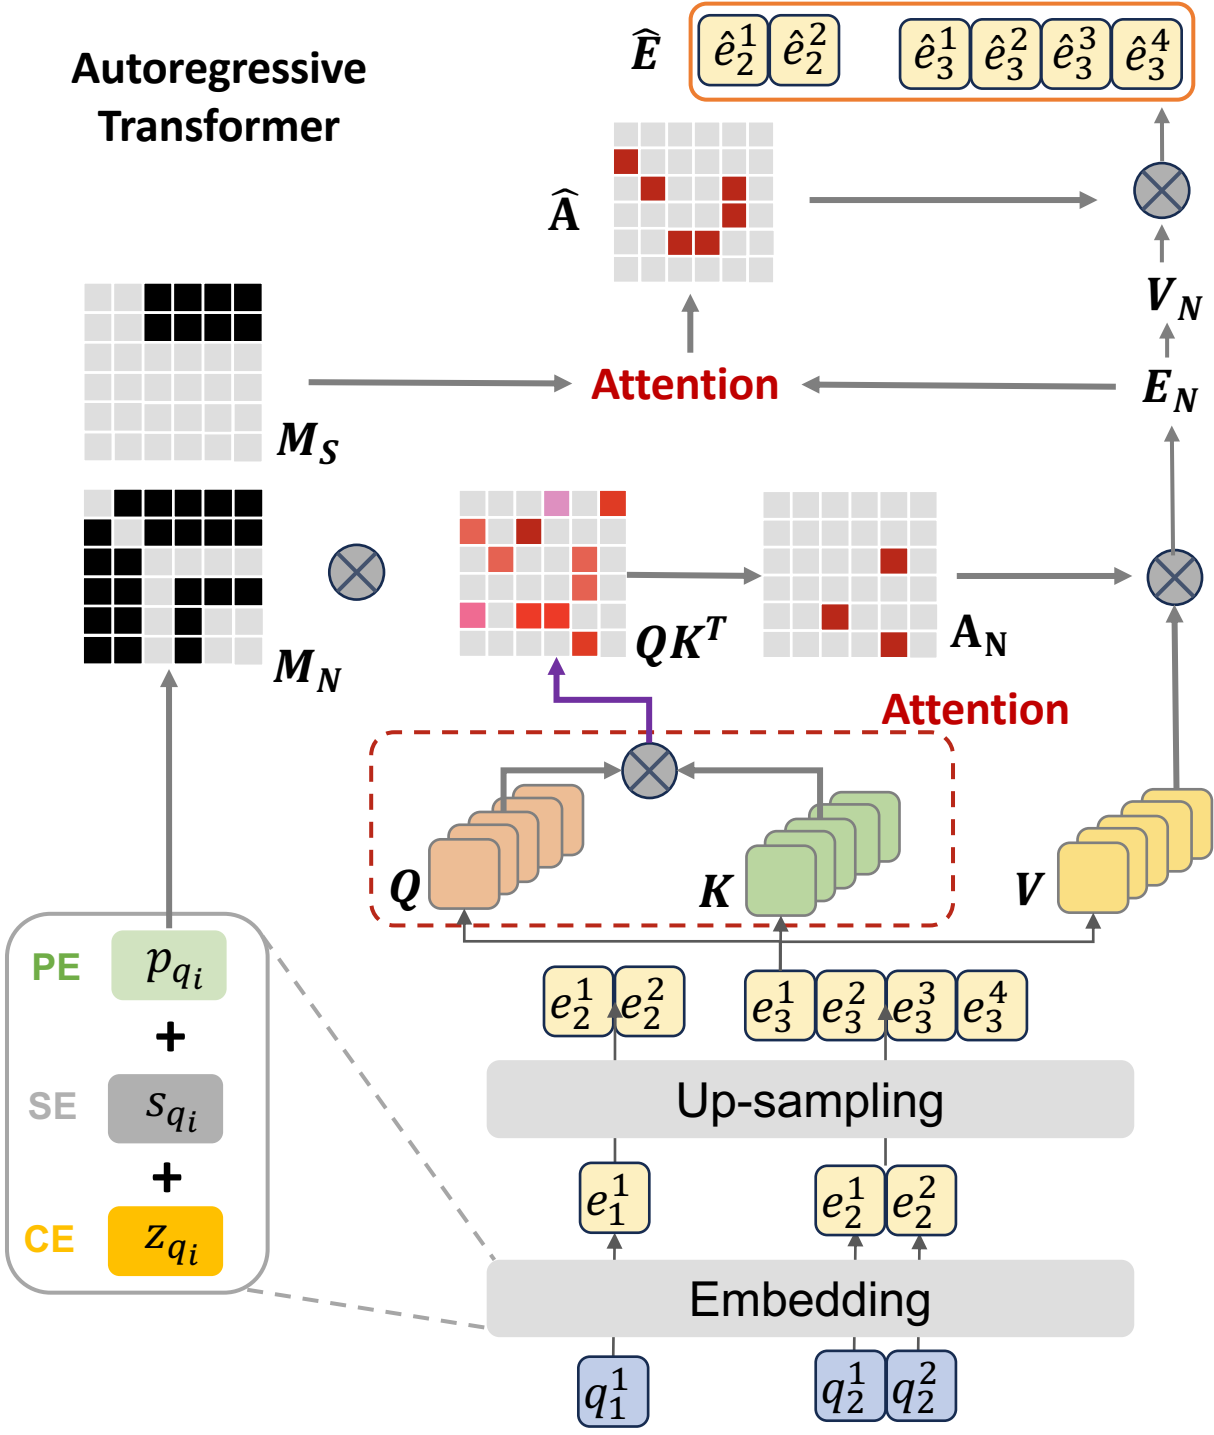 Autoregressive
Transformer
Ê
ê₂¹ ê₂² ê₃¹ ê₃² ê₃³ ê₃⁴
Â
V_N
Attention
E_N
M_S
M_N
QKᵀ
A_N
Attention
Q
K
V
PE p_{q_i}
+
SE s_{q_i}
+
CE z_{q_i}
e₂¹ e₂² e₃¹ e₃² e₃³ e₃⁴
Up-sampling
e₁¹ e₂¹ e₂²
Embedding
q₁¹ q₂¹ q₂²